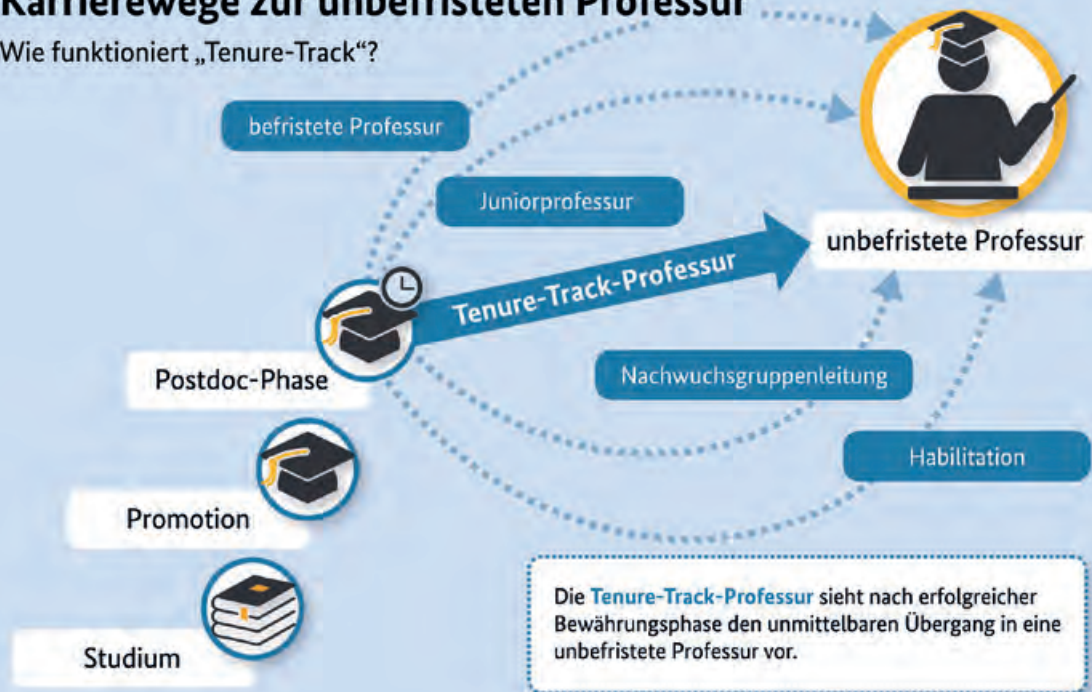 Karrierewege zur unbefristeten Professur
Wie funktioniert „Tenure-Track“?
befristete Professur
Juniorprofessur
Tenure-Track-Professur
unbefristete Professur
Postdoc-Phase
Nachwuchsgruppenleitung
Habilitation
Promotion
Studium
Die Tenure-Track-Professur sieht nach erfolgreicher
Bewährungsphase den unmittelbaren Übergang in eine
unbefristete Professur vor.